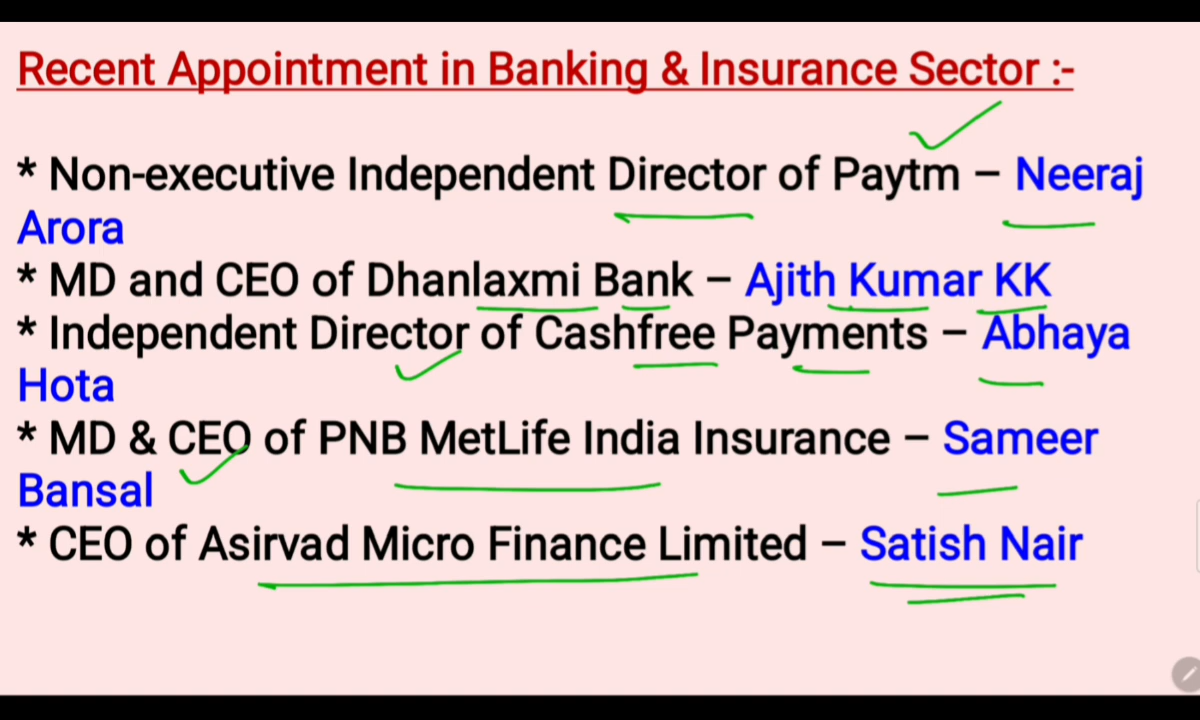 Recent Appointment in Banking & Insurance Sector :-
* Non-executive Independent Director of Paytm – Neeraj
Arora
* MD and CEO of Dhanlaxmi Bank – Ajith Kumar KK
* Independent Director of Cashfree Payments – Abhaya
Hota
* MD & CEO of PNB MetLife India Insurance – Sameer
Bansal
* CEO of Asirvad Micro Finance Limited – Satish Nair